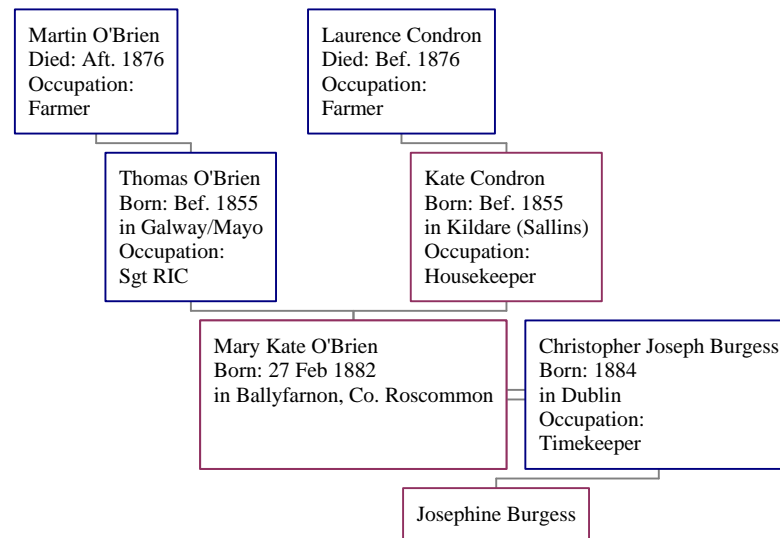 Martin O'Brien
Died: Aft. 1876
Occupation:
Farmer
Laurence Condron
Died: Bef. 1876
Occupation:
Farmer
Thomas O'Brien
Born: Bef. 1855
in Galway/Mayo
Occupation:
Sgt RIC
Kate Condron
Born: Bef. 1855
in Kildare (Sallins)
Occupation:
Housekeeper
Mary Kate O'Brien
Born: 27 Feb 1882
in Ballyfarnon, Co. Roscommon
Christopher Joseph Burgess
Born: 1884
in Dublin
Occupation:
Timekeeper
Josephine Burgess